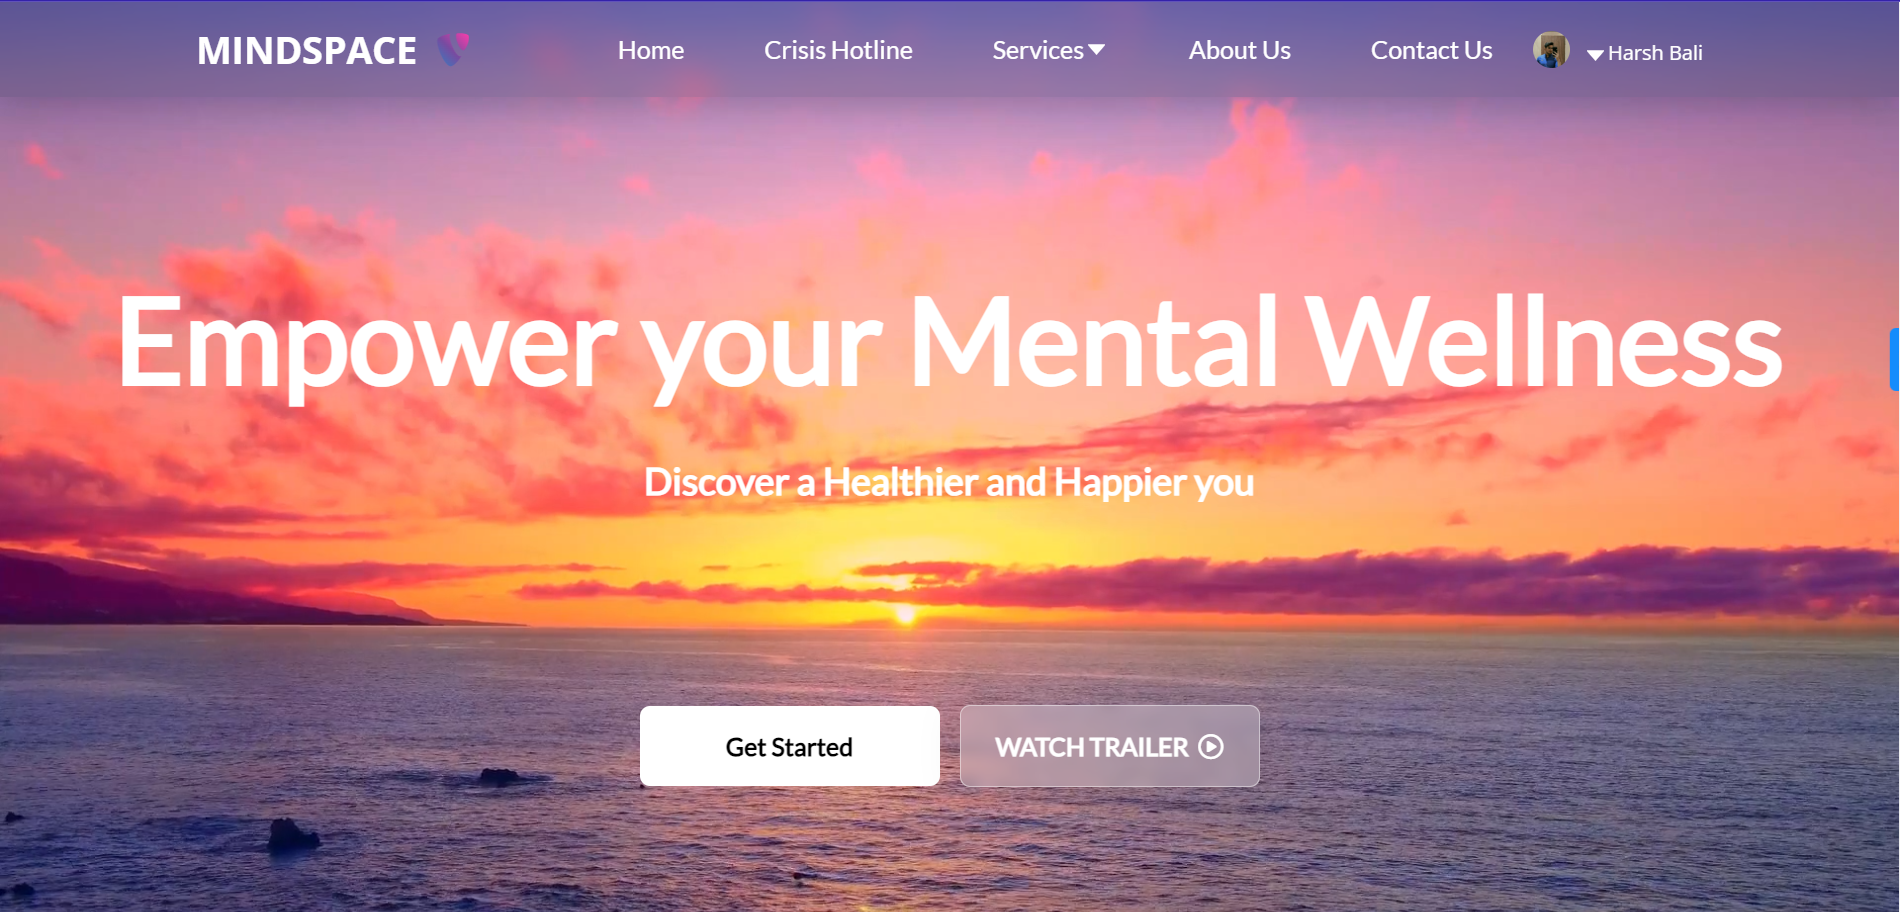 MINDSPACE
Home
Crisis Hotline
Services
About Us
Contact Us
Harsh Bali
Empower your Mental Wellness
Discover a Healthier and Happier you
Get Started
WATCH TRAILER